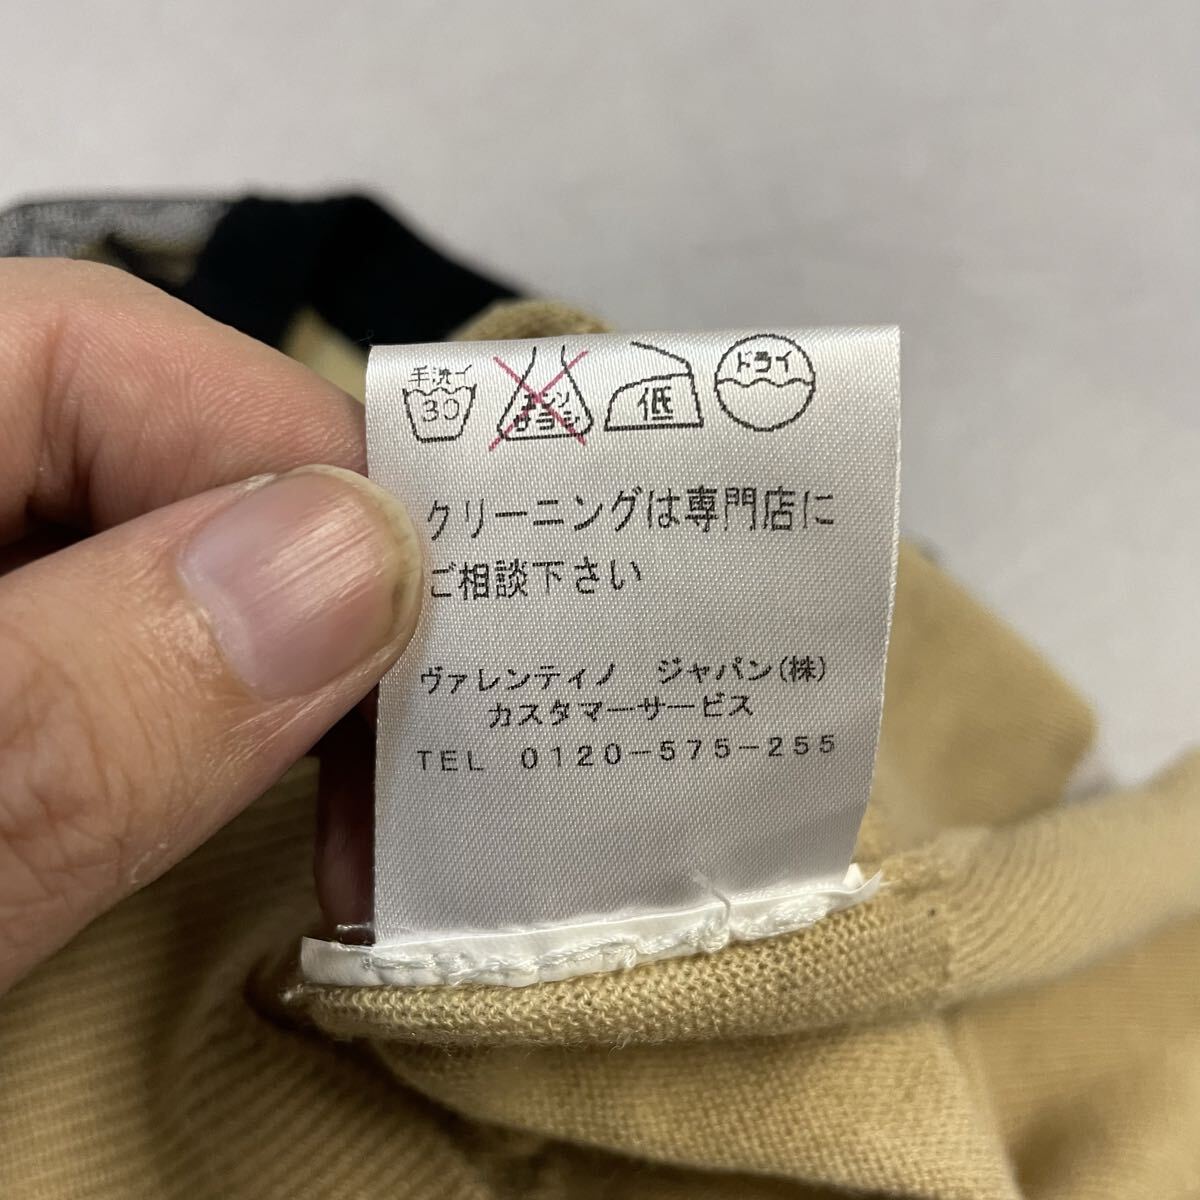 手洗イ
30
エンソ
サラシ
低
ドライ
クリーニングは専門店に
ご相談下さい
ヴァレンティノ ジャパン(株)
カスタマーサービス
TEL 0120-575-255